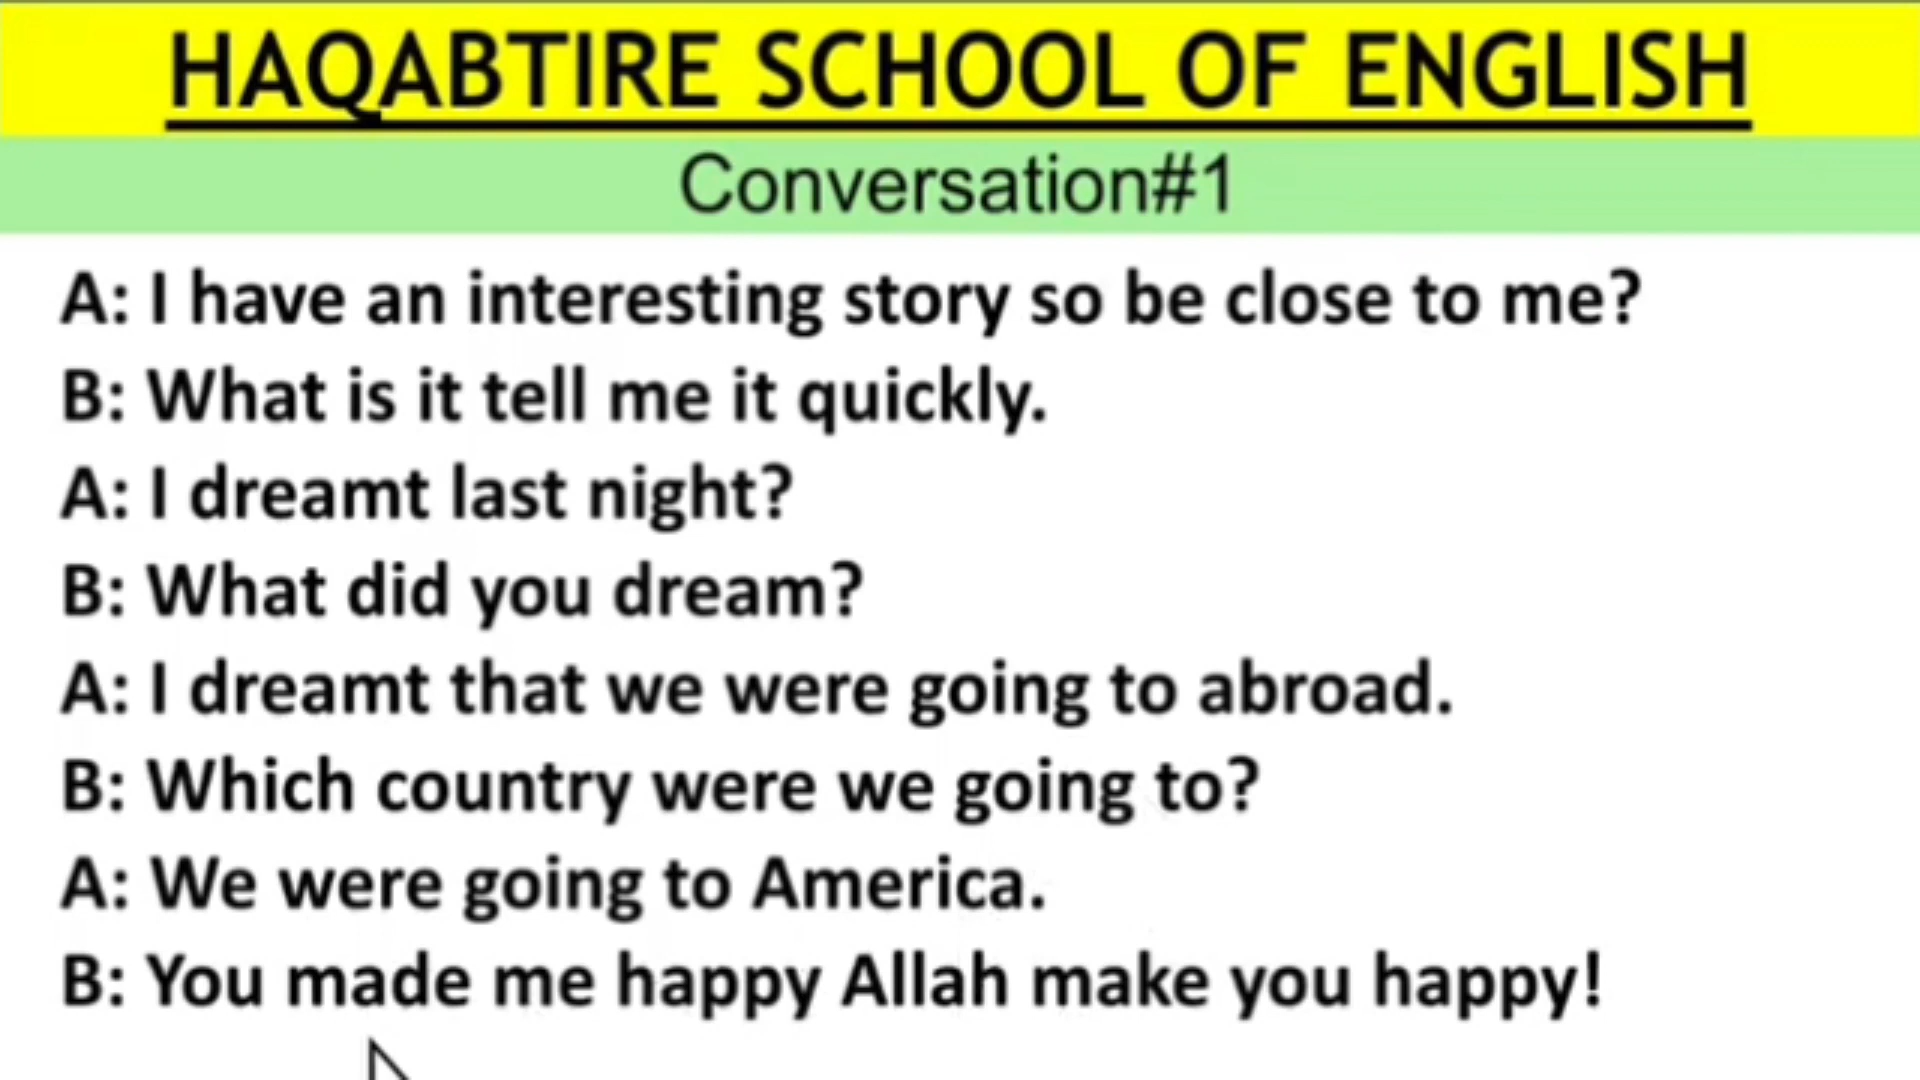 HAQABTIRE SCHOOL OF ENGLISH
Conversation#1
A: I have an interesting story so be close to me?
B: What is it tell me it quickly.
A: I dreamt last night?
B: What did you dream?
A: I dreamt that we were going to abroad.
B: Which country were we going to?
A: We were going to America.
B: You made me happy Allah make you happy!